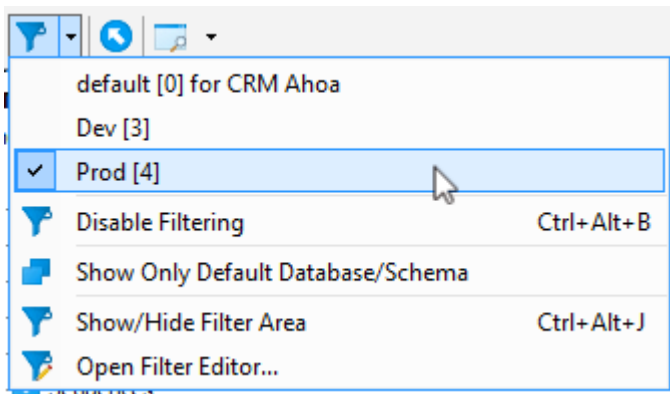 default [0] for CRM Ahoa
Dev [3]
Prod [4]
Disable Filtering Ctrl+Alt+B
Show Only Default Database/Schema
Show/Hide Filter Area Ctrl+Alt+J
Open Filter Editor...